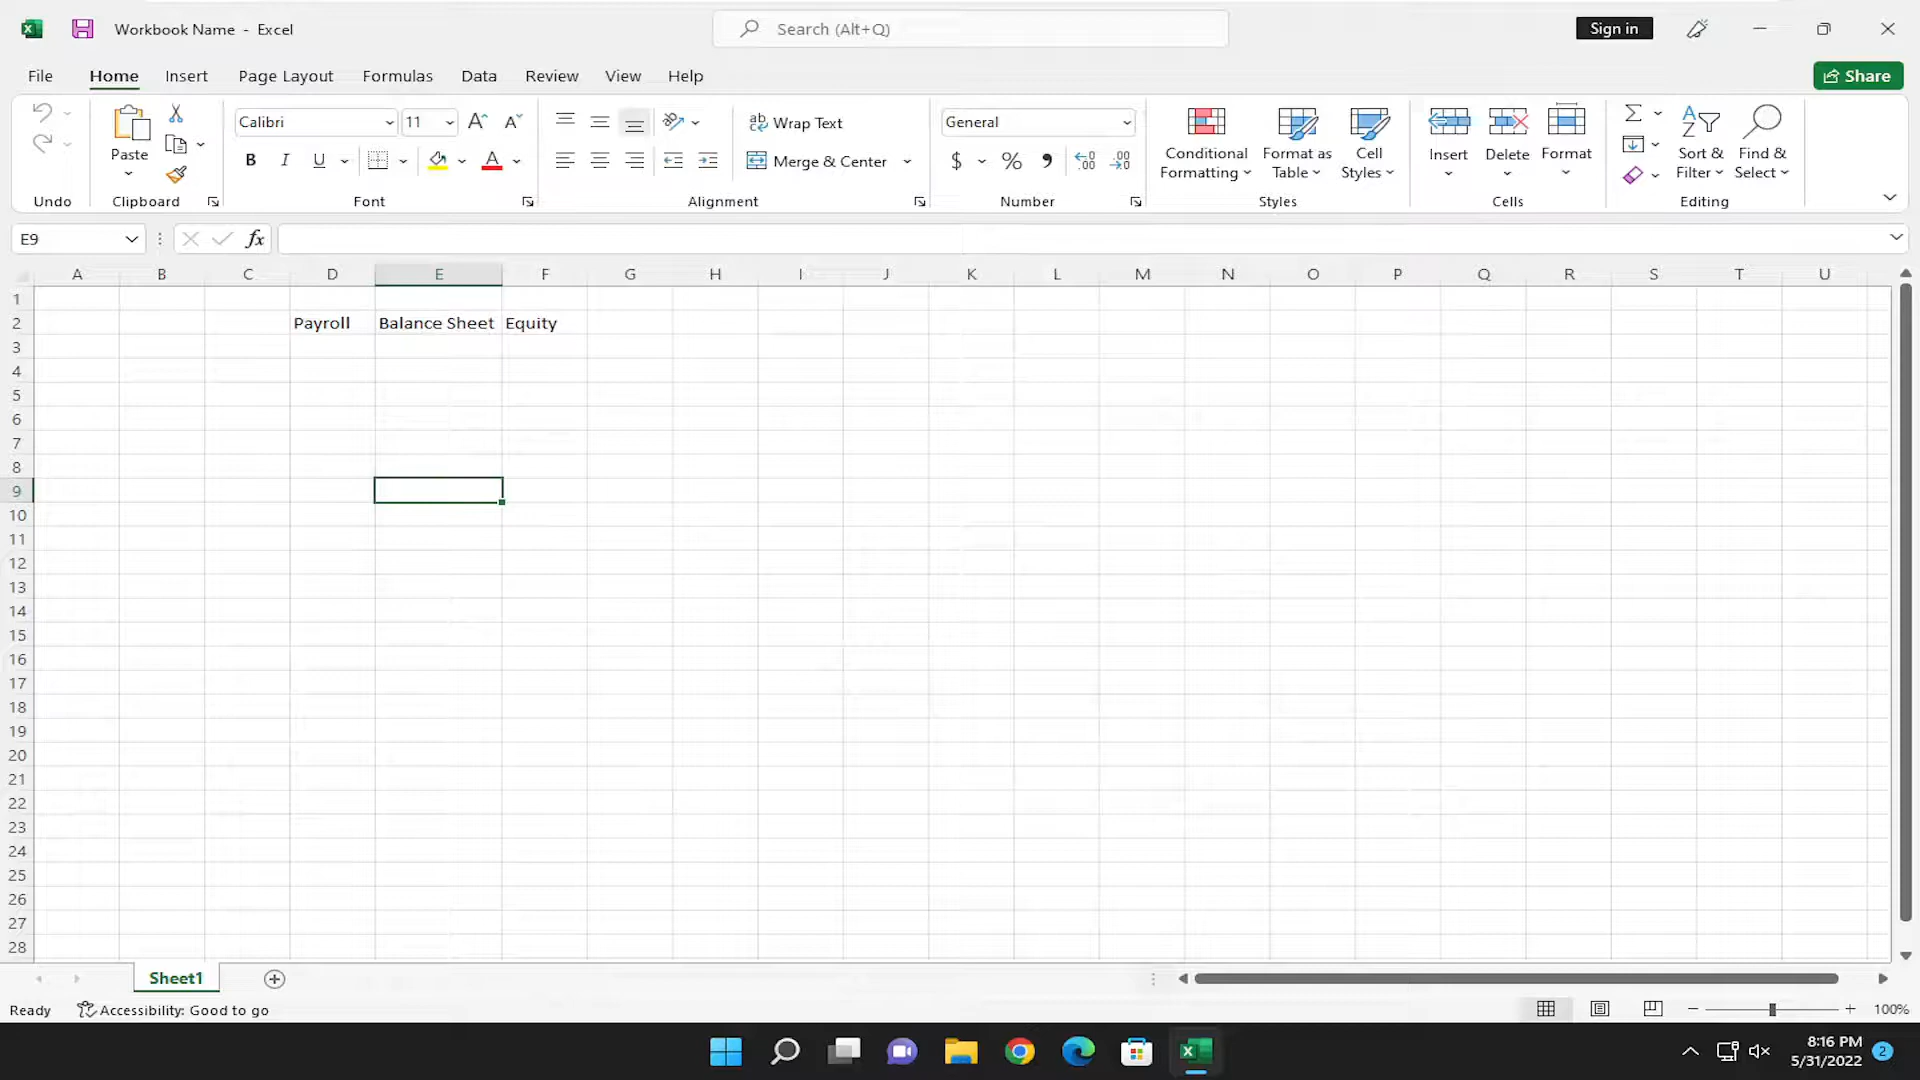 Workbook Name - Excel
Search (Alt+Q)
Sign in
File Home Insert Page Layout Formulas Data Review View Help
Share
Calibri 11
Wrap Text
General
Paste
B I U A
Merge & Center
$ % 9
Conditional Formatting
Format as Table
Cell Styles
Insert
Delete
Format
Sort & Filter
Find & Select
Undo Clipboard Font Alignment Number Styles Cells Editing
E9 fx
A B C D E F G H I J K L M N O P Q R S T U
1
2 Payroll Balance Sheet Equity
3
4
5
6
7
8
9
10
11
12
13
14
15
16
17
18
19
20
21
22
23
24
25
26
27
28
Sheet1
Ready Accessibility: Good to go
100%
8:16 PM
5/31/2022
2